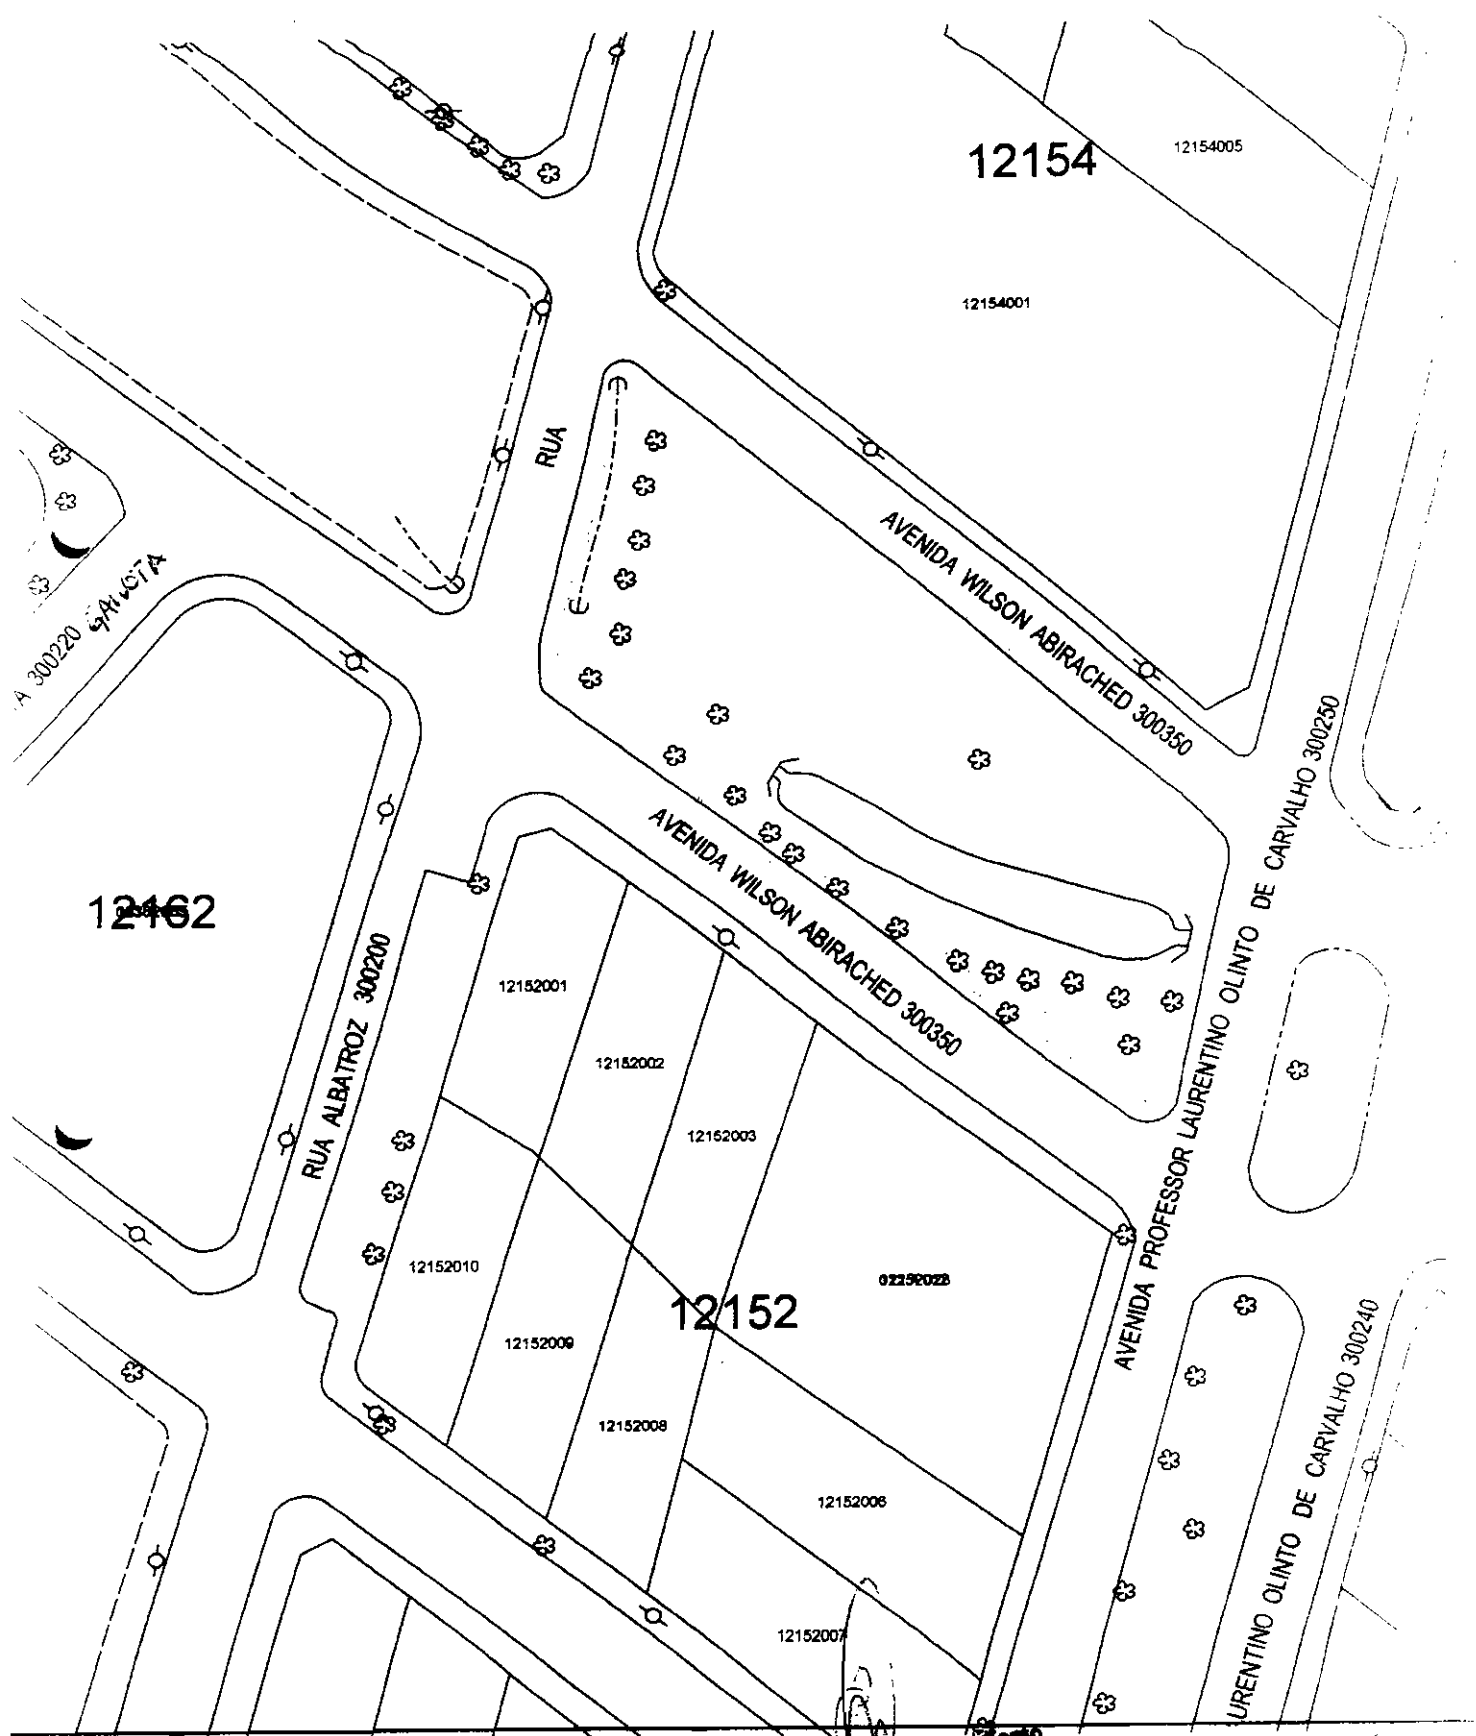 12154
12154005
12154001
RUA
AVENIDA WILSON ABIRACHED 300350
A 300220 GAIVOTA
AVENIDA PROFESSOR LAURENTINO OLINTO DE CARVALHO 300250
AVENIDA WILSON ABIRACHED 300350
12162
RUA ALBATROZ 300200
12152001
12152002
12152003
12152010
12152
12152009
12152008
12152006
12152007
URENTINO OLINTO DE CARVALHO 300240